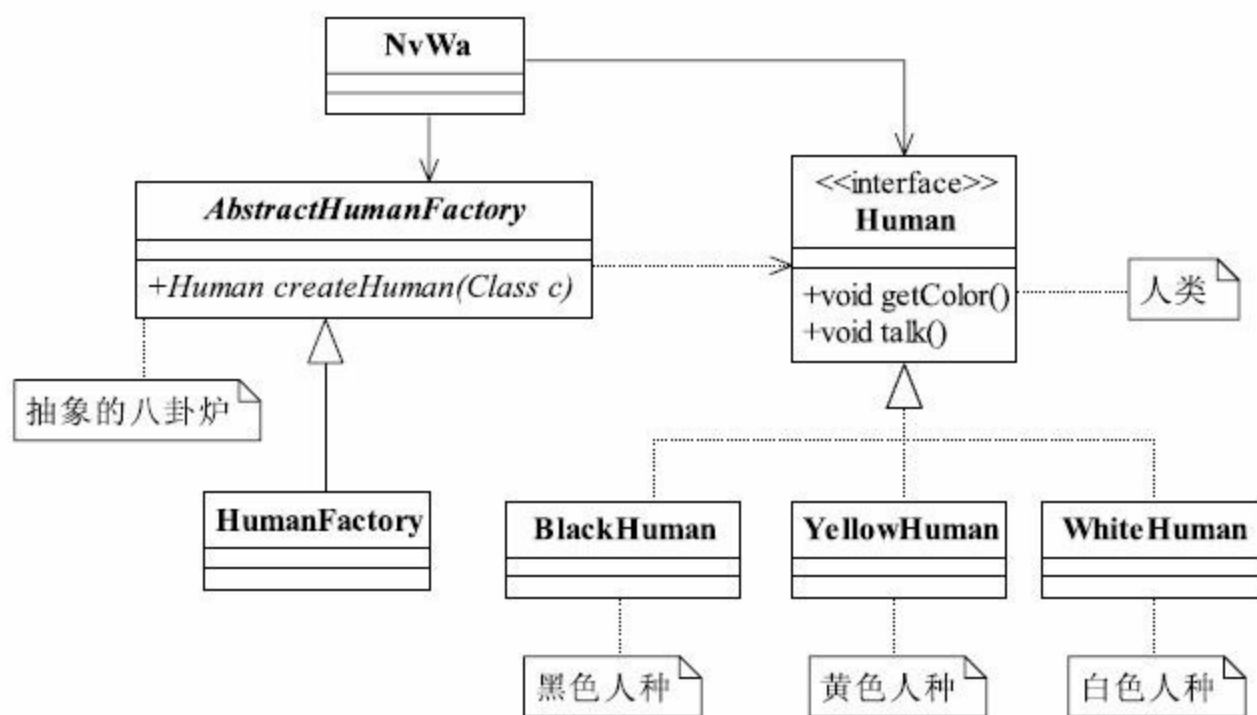 NvWa
AbstractHumanFactory
+Human createHuman(Class c)
<<interface>>
Human
+void getColor()
+void talk()
人类
抽象的八卦炉
HumanFactory
BlackHuman
YellowHuman
WhiteHuman
黑色人种
黄色人种
白色人种